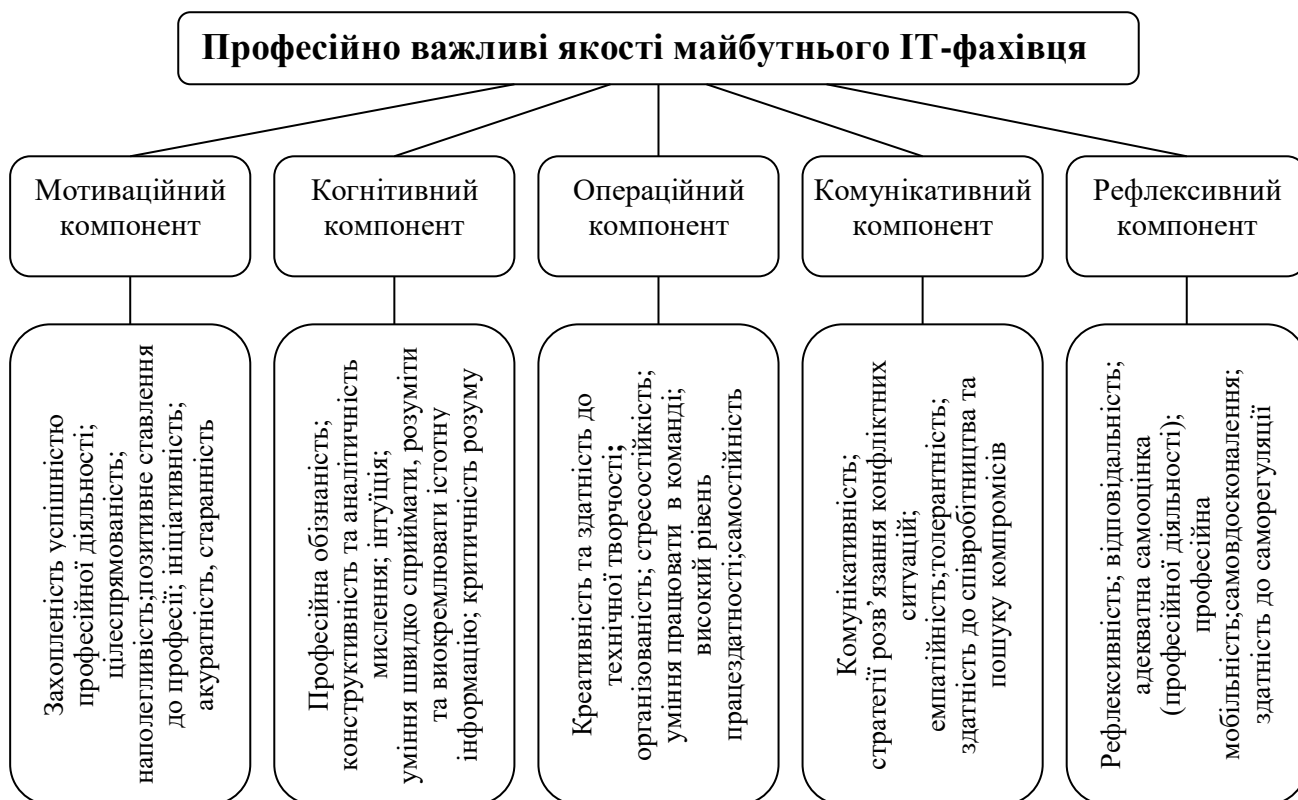 Професійно важливі якості майбутнього ІТ-фахівця
Мотиваційний
компонент
Когнітивний
компонент
Операційний
компонент
Комунікативний
компонент
Рефлексивний
компонент
Захопленість успішністю
професійної діяльності;
цілеспрямованість;
наполегливість;позитивне ставлення
до професії; ініціативність;
акуратність, старанність
Професійна обізнаність;
конструктивність та аналітичність
мислення; інтуїція;
уміння швидко сприймати, розуміти
та виокремлювати істотну
інформацію; критичність розуму
Креативність та здатність до
технічної творчості;
організованість; стресостійкість;
уміння працювати в команді;
високий рівень
працездатності;самостійність
Комунікативність;
стратегії розв’язання конфліктних
ситуацій;
емпатійність;толерантність;
здатність до співробітництва та
пошуку компромісів
Рефлексивність; відповідальність;
адекватна самооцінка
(професійної діяльності);
професійна
мобільність;самовдосконалення;
здатність до саморегуляції